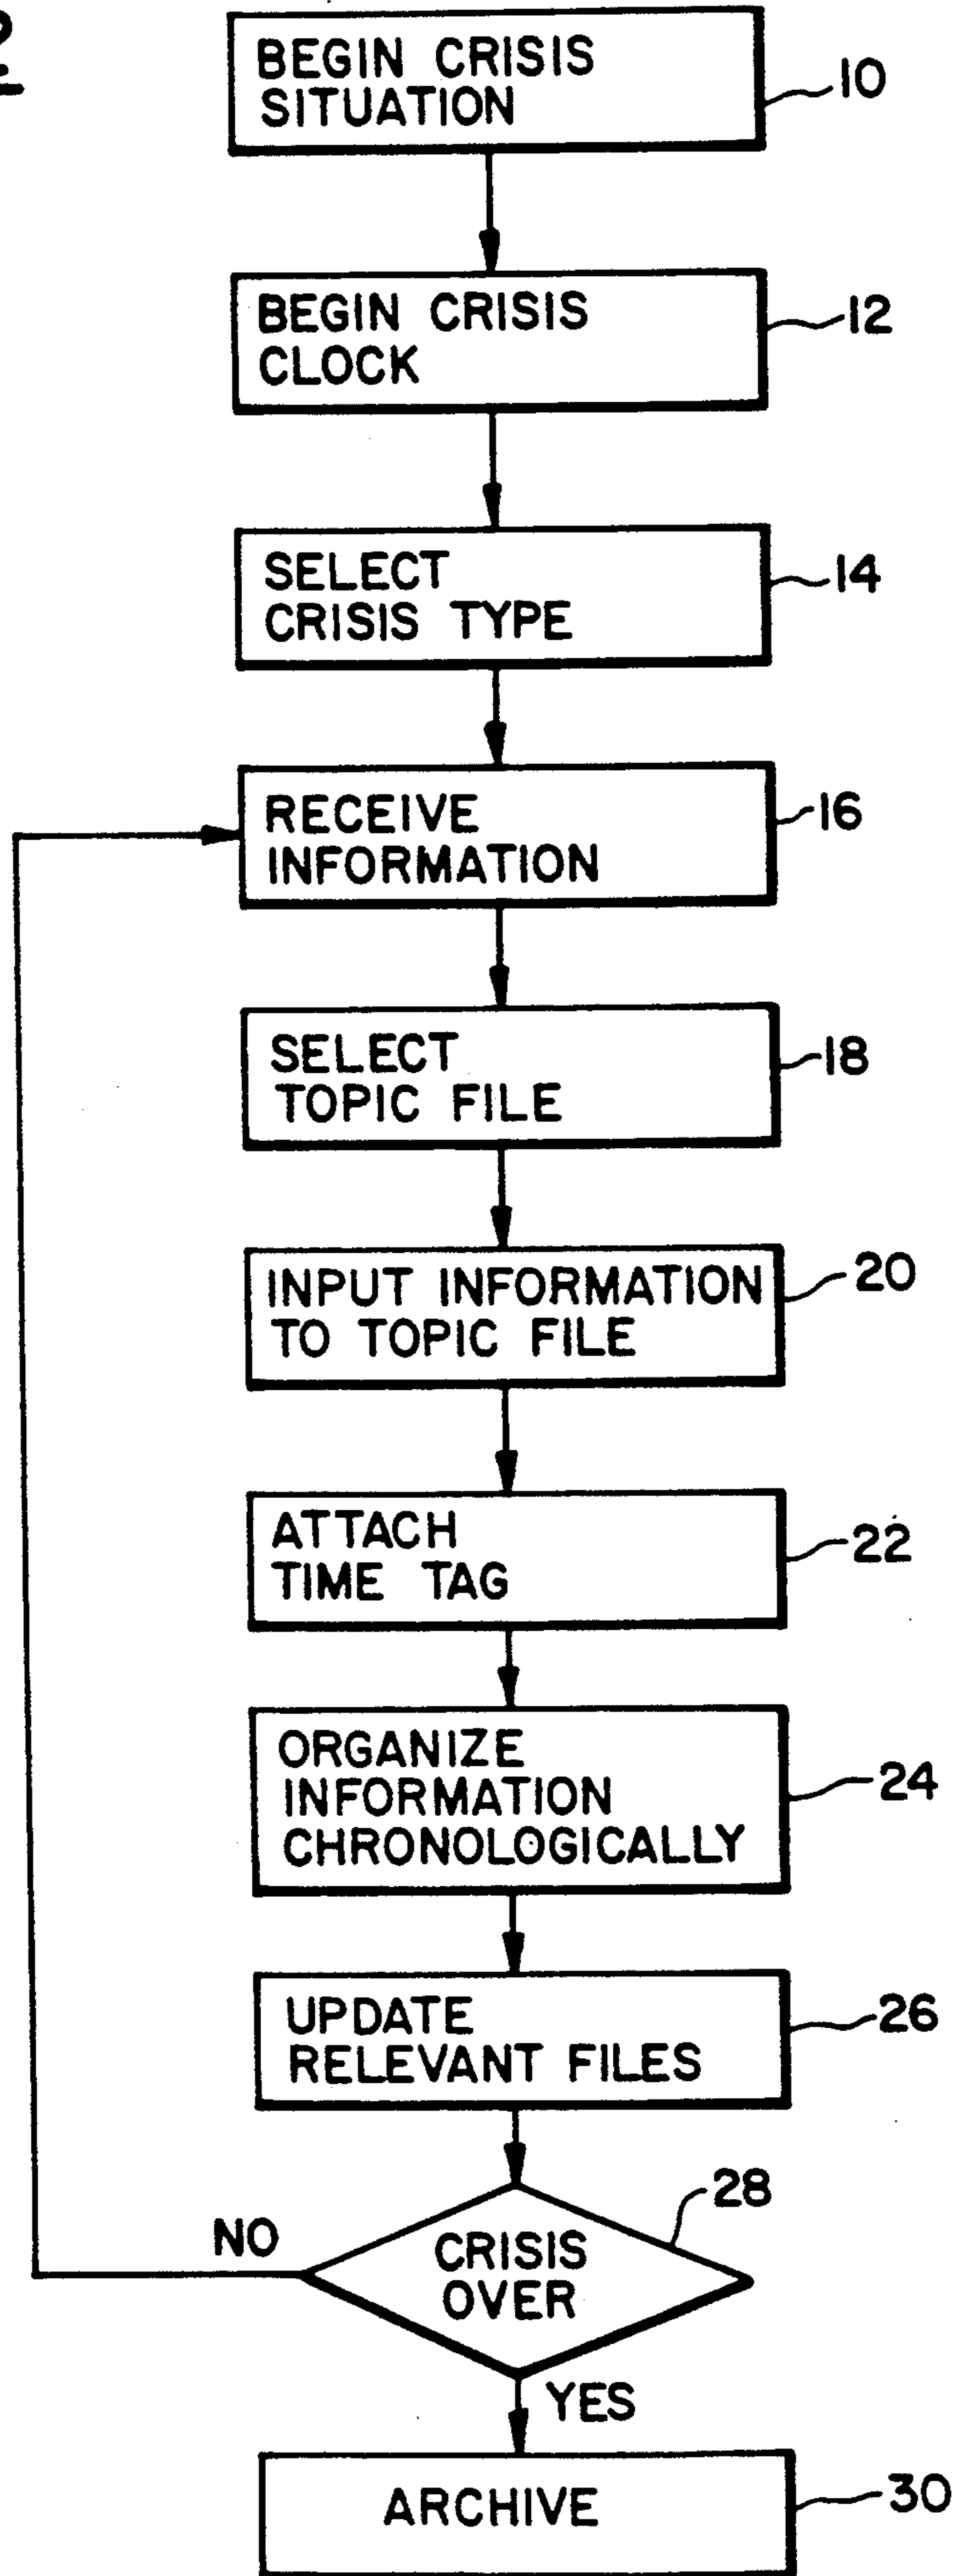 BEGIN CRISIS
SITUATION
10
BEGIN CRISIS
CLOCK
12
SELECT
CRISIS TYPE
14
RECEIVE
INFORMATION
16
SELECT
TOPIC FILE
18
INPUT INFORMATION
TO TOPIC FILE
20
ATTACH
TIME TAG
22
ORGANIZE
INFORMATION
CHRONOLOGICALLY
24
UPDATE
RELEVANT FILES
26
28
NO
CRISIS
OVER
YES
ARCHIVE
30